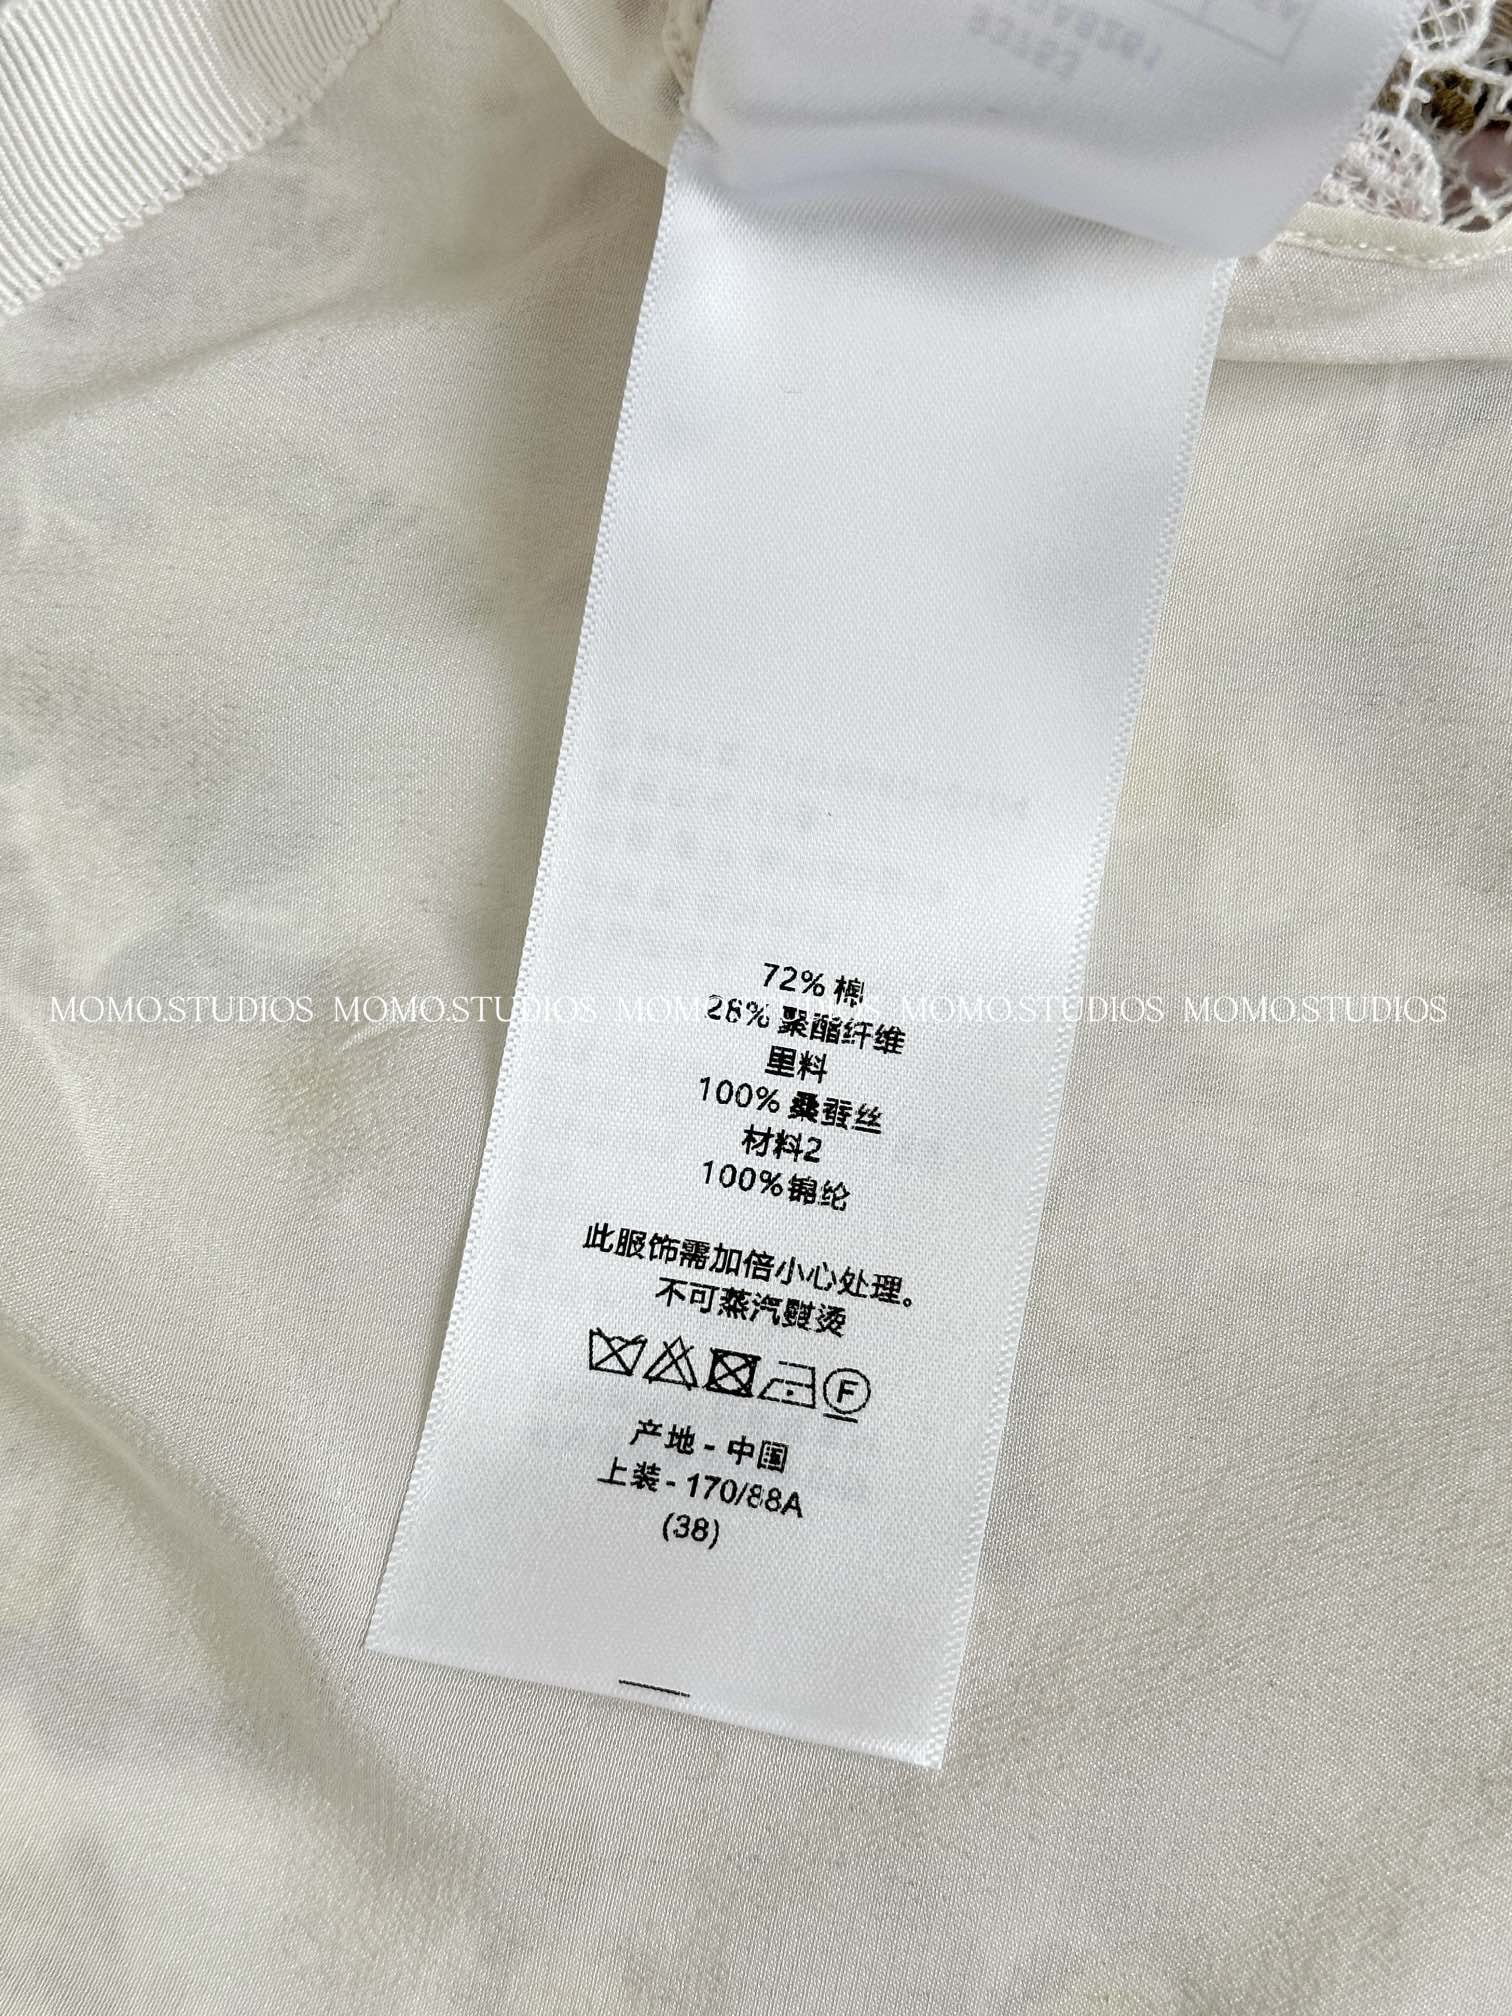 72% 棉
28% 聚酯纤维
里料
100% 桑蚕丝
材料2
100%锦纶
此服饰需加倍小心处理。
不可蒸汽熨烫
F
产地 - 中国
上装 - 170/88A
(38)
MOMO.STUDIOS MOMO.STUDIOS MOMO.STUDIOS MOMO.STUDIOS MOMO.STUDIOS